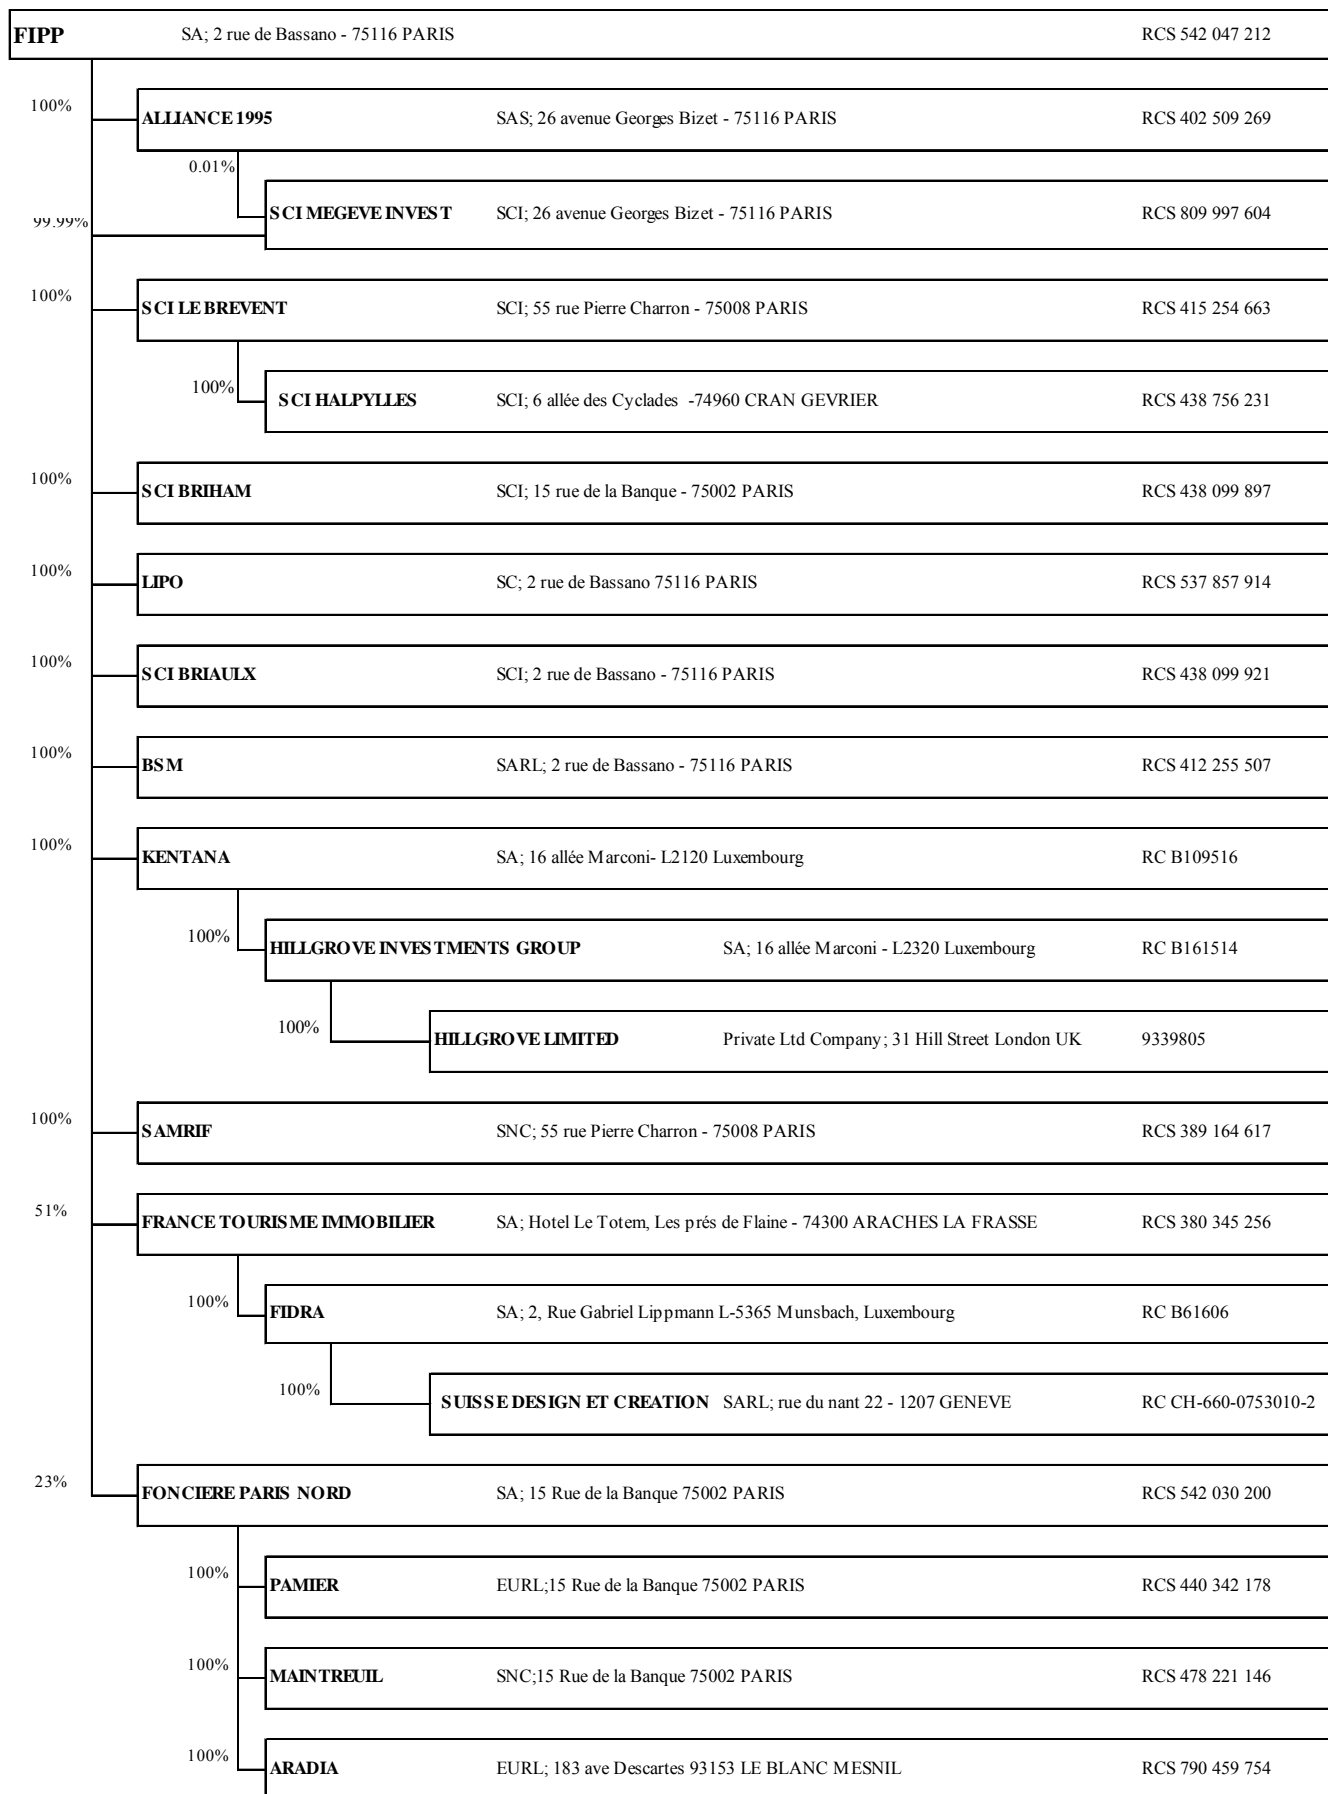 FIPP SA; 2 rue de Bassano - 75116 PARIS RCS 542 047 212
100%
ALLIANCE 1995 SAS; 26 avenue Georges Bizet - 75116 PARIS RCS 402 509 269
0.01%
SCI MEGEVE INVEST SCI; 26 avenue Georges Bizet - 75116 PARIS RCS 809 997 604
99.99%
100%
SCI LE BREVENT SCI; 55 rue Pierre Charron - 75008 PARIS RCS 415 254 663
100%
SCI HALPYLLES SCI; 6 allée des Cyclades -74960 CRAN GEVRIER RCS 438 756 231
100%
SCI BRIHAM SCI; 15 rue de la Banque - 75002 PARIS RCS 438 099 897
100%
LIPO SC; 2 rue de Bassano 75116 PARIS RCS 537 857 914
100%
SCI BRIAULX SCI; 2 rue de Bassano - 75116 PARIS RCS 438 099 921
100%
BSM SARL; 2 rue de Bassano - 75116 PARIS RCS 412 255 507
100%
KENTANA SA; 16 allée Marconi- L2120 Luxembourg RC B109516
100%
HILLGROVE INVESTMENTS GROUP SA; 16 allée Marconi - L2320 Luxembourg RC B161514
100%
HILLGROVE LIMITED Private Ltd Company; 31 Hill Street London UK 9339805
100%
SAMRIF SNC; 55 rue Pierre Charron - 75008 PARIS RCS 389 164 617
51%
FRANCE TOURISME IMMOBILIER SA; Hotel Le Totem, Les prés de Flaine - 74300 ARACHES LA FRASSE RCS 380 345 256
100%
FIDRA SA; 2, Rue Gabriel Lippmann L-5365 Munsbach, Luxembourg RC B61606
100%
SUISSE DESIGN ET CREATION SARL; rue du nant 22 - 1207 GENEVE RC CH-660-0753010-2
23%
FONCIERE PARIS NORD SA; 15 Rue de la Banque 75002 PARIS RCS 542 030 200
100%
PAMIER EURL;15 Rue de la Banque 75002 PARIS RCS 440 342 178
100%
MAINTREUIL SNC;15 Rue de la Banque 75002 PARIS RCS 478 221 146
100%
ARADIA EURL; 183 ave Descartes 93153 LE BLANC MESNIL RCS 790 459 754